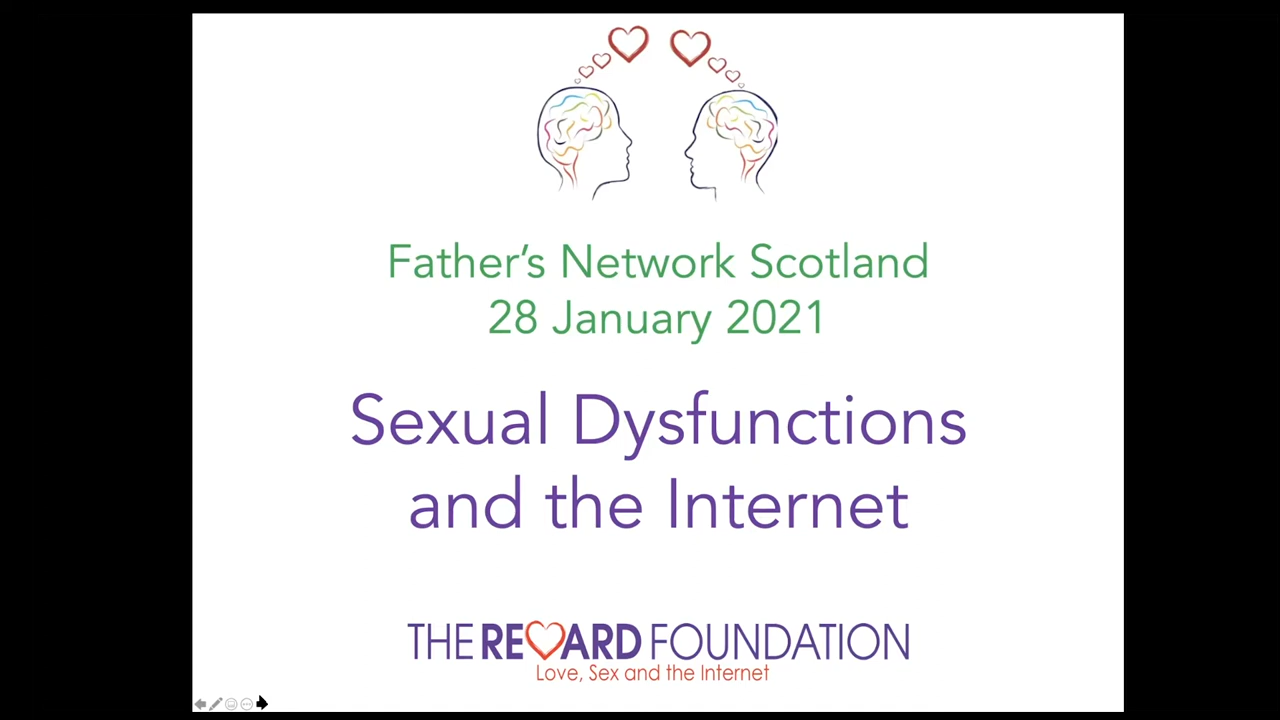 Father's Network Scotland
28 January 2021
Sexual Dysfunctions
and the Internet
THE REWARD FOUNDATION
Love, Sex and the Internet